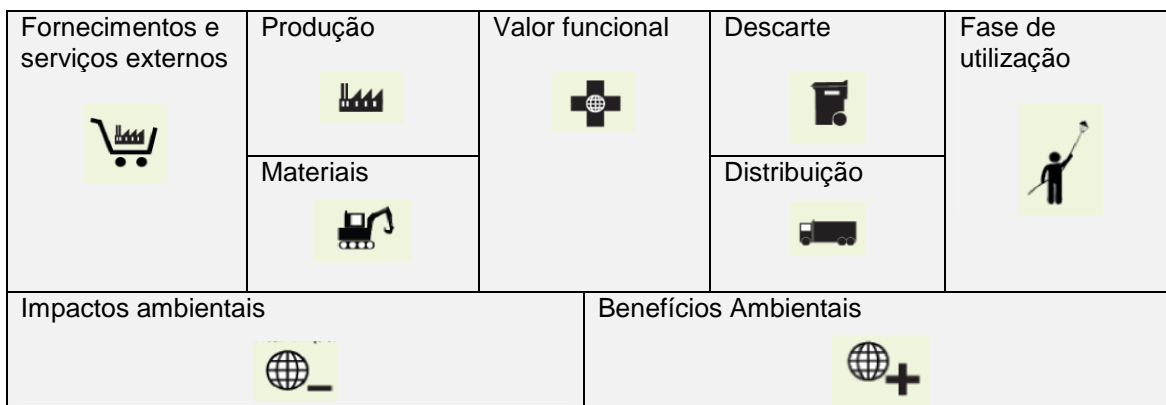 Fornecimentos e
serviços externos
Produção
Materiais
Valor funcional
Descarte
Distribuição
Fase de
utilização
Impactos ambientais
Benefícios Ambientais